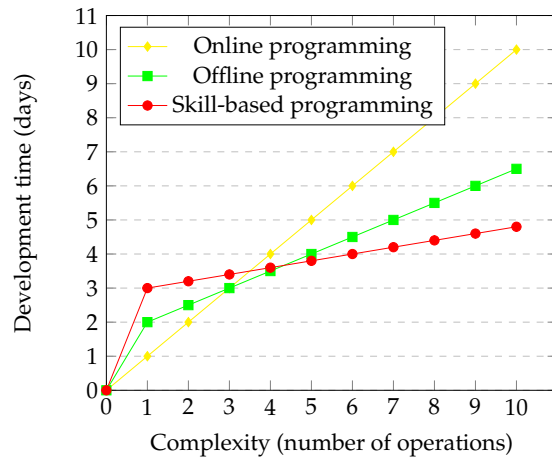 11
10
9
8
7
6
5
4
3
2
1
0
Development time (days)
Online programming
Offline programming
Skill-based programming
0 1 2 3 4 5 6 7 8 9 10
Complexity (number of operations)